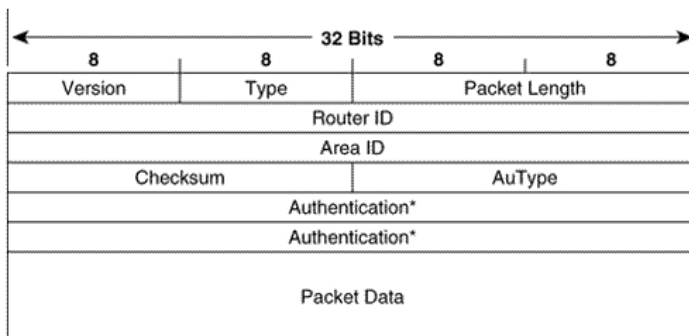 32 Bits
8 8 8 8
Version Type Packet Length
Router ID
Area ID
Checksum AuType
Authentication*
Authentication*
Packet Data